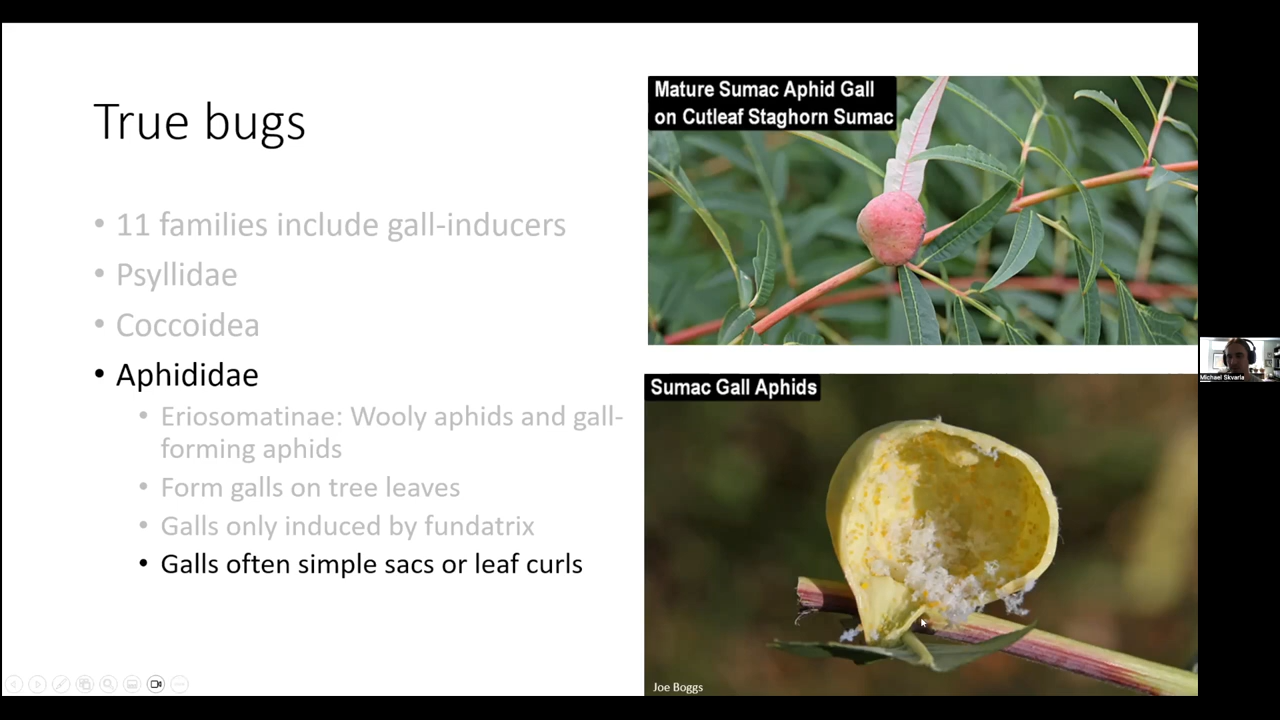 True bugs
• 11 families include gall-inducers
• Psyllidae
• Coccoidea
• Aphididae
• Eriosomatinae: Wooly aphids and gall-
forming aphids
• Form galls on tree leaves
• Galls only induced by fundatrix
• Galls often simple sacs or leaf curls
Mature Sumac Aphid Gall
on Cutleaf Staghorn Sumac
Sumac Gall Aphids
Joe Boggs
Michael Skvarla